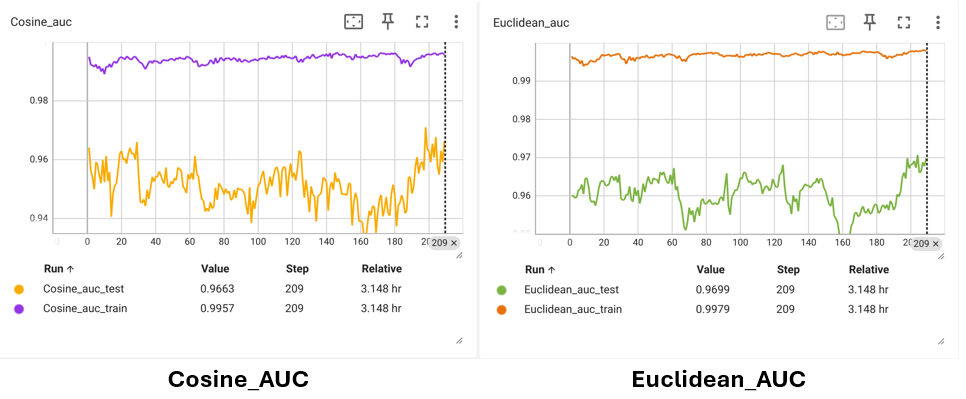 Cosine_auc
0.98
0.96
0.94
0 20 40 60 80 100 120 140 160 180 209 ×
Run ↑ Value Step Relative
Cosine_auc_test 0.9663 209 3.148 hr
Cosine_auc_train 0.9957 209 3.148 hr
Euclidean_auc
0.99
0.98
0.97
0.96
0 20 40 60 80 100 120 140 160 180 209 ×
Run ↑ Value Step Relative
Euclidean_auc_test 0.9699 209 3.148 hr
Euclidean_auc_train 0.9979 209 3.148 hr
Cosine_AUC
Euclidean_AUC